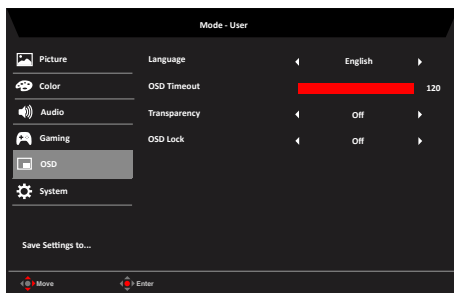 Mode - User
Picture
Language English
Color
OSD Timeout 120
Audio
Transparency Off
Gaming
OSD Lock Off
OSD
System
Save Settings to...
Move Enter